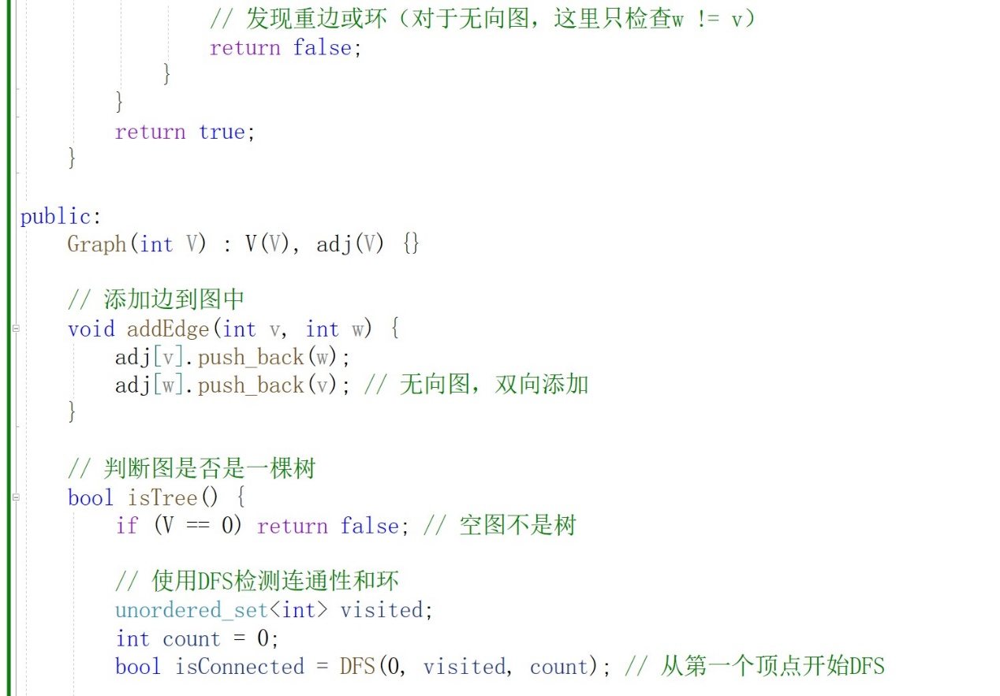 // 发现重边或环（对于无向图，这里只检查w != v）
return false;
}
}
return true;
}
public:
Graph(int V) : V(V), adj(V) {}
// 添加边到图中
void addEdge(int v, int w) {
adj[v].push_back(w);
adj[w].push_back(v); // 无向图，双向添加
}
// 判断图是否是一棵树
bool isTree() {
if (V == 0) return false; // 空图不是树
// 使用DFS检测连通性和环
unordered_set<int> visited;
int count = 0;
bool isConnected = DFS(0, visited, count); // 从第一个顶点开始DFS